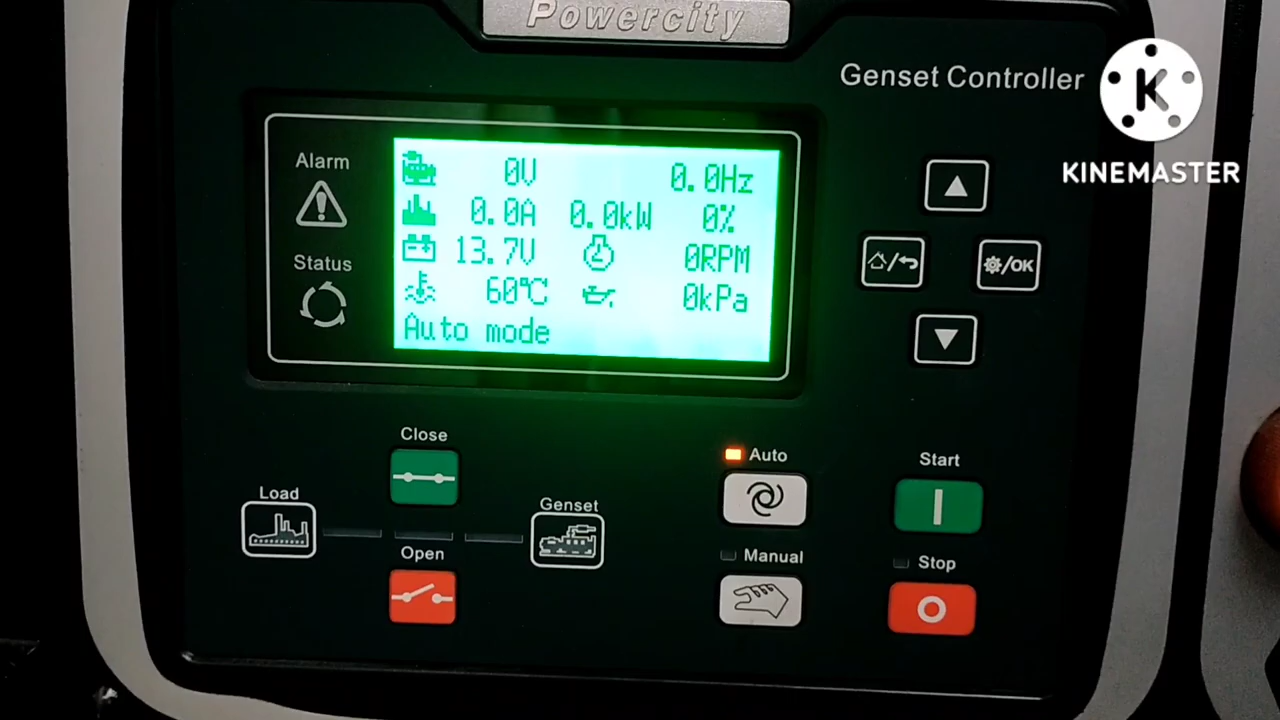 Powercity
Genset Controller
K
KINEMASTER
Alarm
Status
0V 0.0Hz
0.0A 0.0kW 0%
13.7V 0RPM
60℃ 0kPa
Auto mode
/OK
Close
Load
Genset
Open
Auto
Start
Manual
Stop